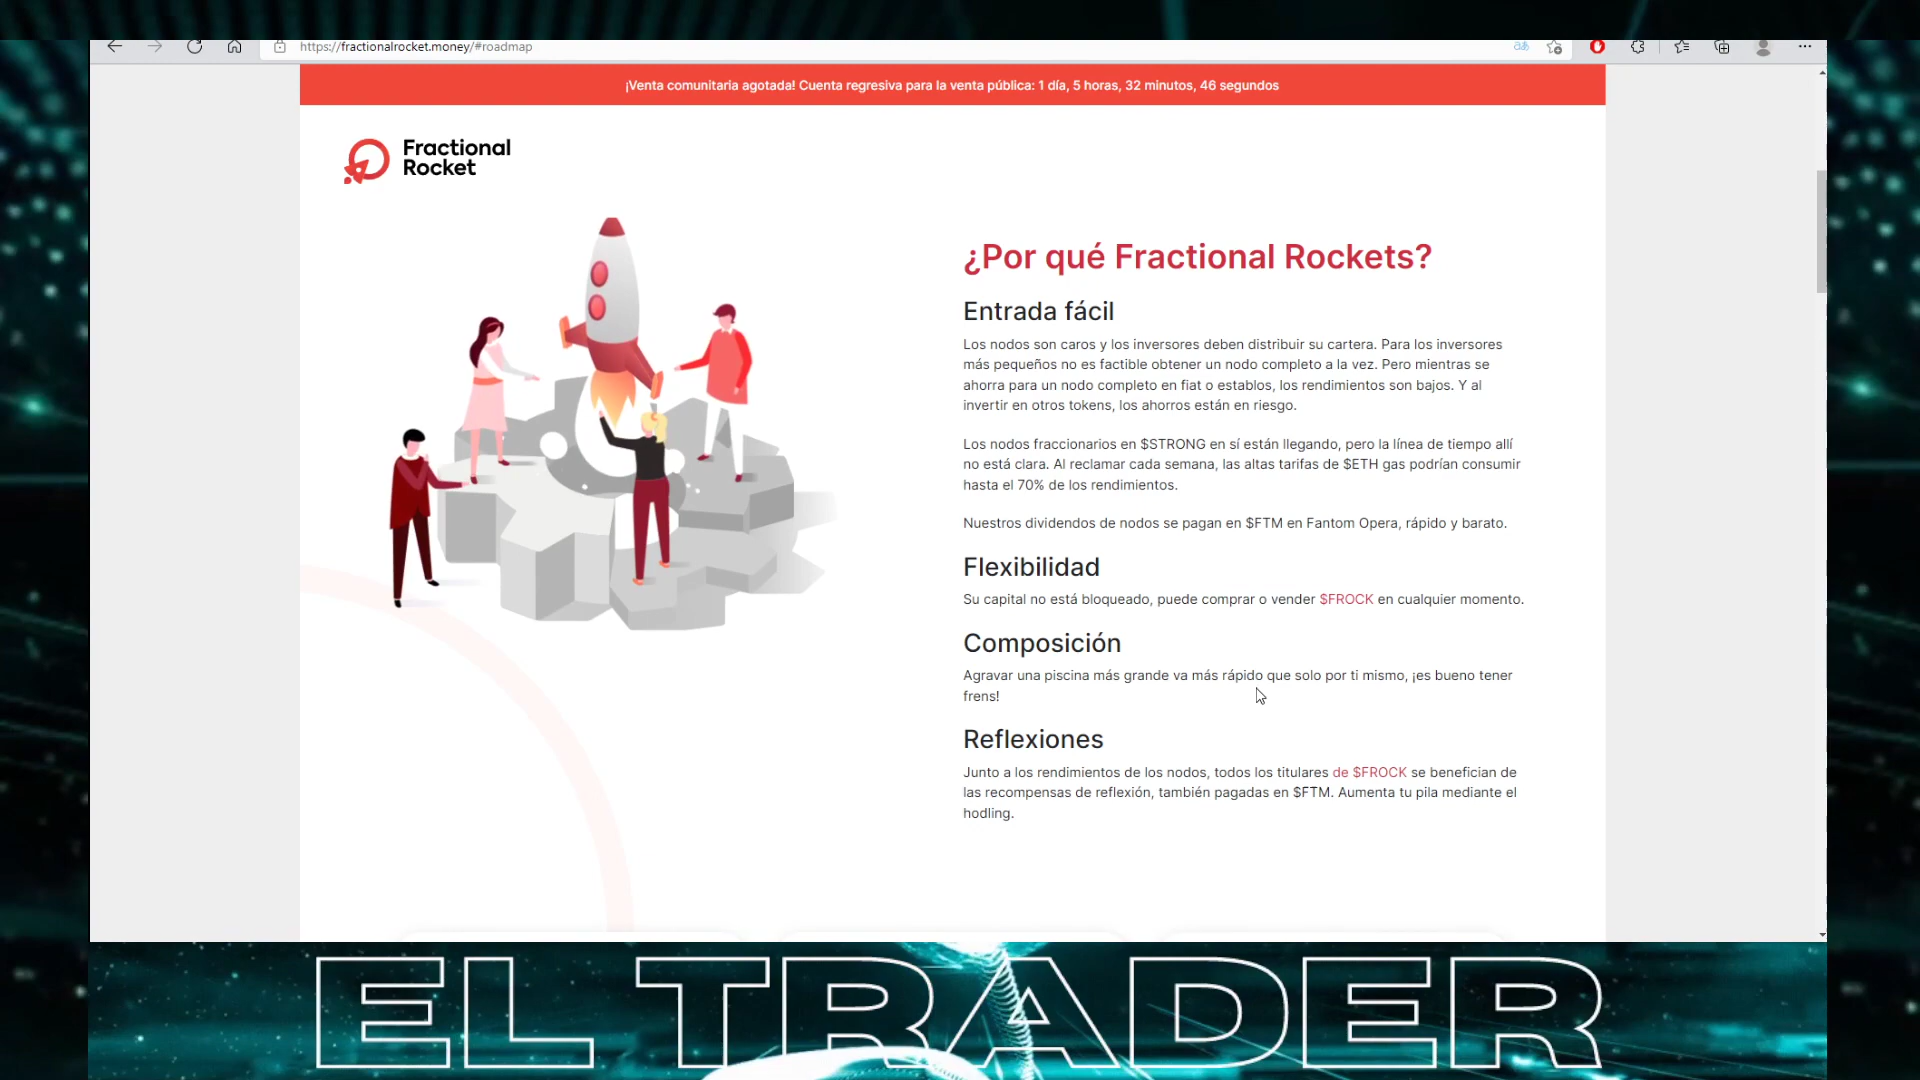 https://fractionalrocket.money/#roadmap
¡Venta comunitaria agotada! Cuenta regresiva para la venta pública: 1 día, 5 horas, 32 minutos, 46 segundos
Fractional
Rocket
¿Por qué Fractional Rockets?
Entrada fácil
Los nodos son caros y los inversores deben distribuir su cartera. Para los inversores
más pequeños no es factible obtener un nodo completo a la vez. Pero mientras se
ahorra para un nodo completo en fiat o establos, los rendimientos son bajos. Y al
invertir en otros tokens, los ahorros están en riesgo.
Los nodos fraccionarios en $STRONG en sí están llegando, pero la línea de tiempo allí
no está clara. Al reclamar cada semana, las altas tarifas de $ETH gas podrían consumir
hasta el 70% de los rendimientos.
Nuestros dividendos de nodos se pagan en $FTM en Fantom Opera, rápido y barato.
Flexibilidad
Su capital no está bloqueado, puede comprar o vender $FROCK en cualquier momento.
Composición
Agravar una piscina más grande va más rápido que solo por ti mismo, ¡es bueno tener
frens!
Reflexiones
Junto a los rendimientos de los nodos, todos los titulares de $FROCK se benefician de
las recompensas de reflexión, también pagadas en $FTM. Aumenta tu pila mediante el
hodling.
EL TRADER